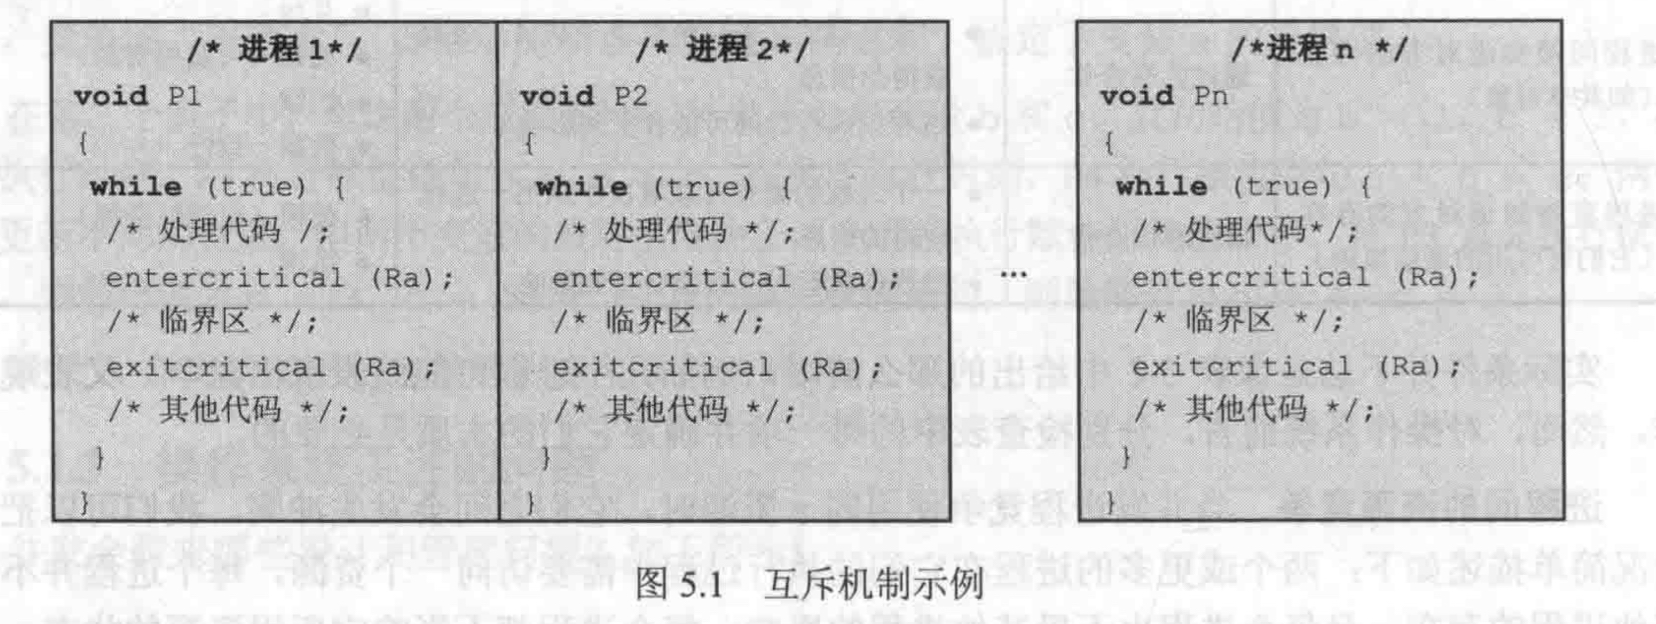 /* 进程1*/
void P1
{
while (true) {
/* 处理代码 /;
entercritical (Ra);
/* 临界区 */;
exitcritical (Ra);
/* 其他代码 */;
}
}
/* 进程2*/
void P2
{
while (true) {
/* 处理代码 */;
entercritical (Ra);
/* 临界区 */;
exitcritical (Ra);
/* 其他代码 */;
}
}
...
/*进程n */
void Pn
{
while (true) {
/* 处理代码*/;
entercritical (Ra);
/* 临界区 */;
exitcritical (Ra);
/* 其他代码 */;
}
}
图 5.1 互斥机制示例